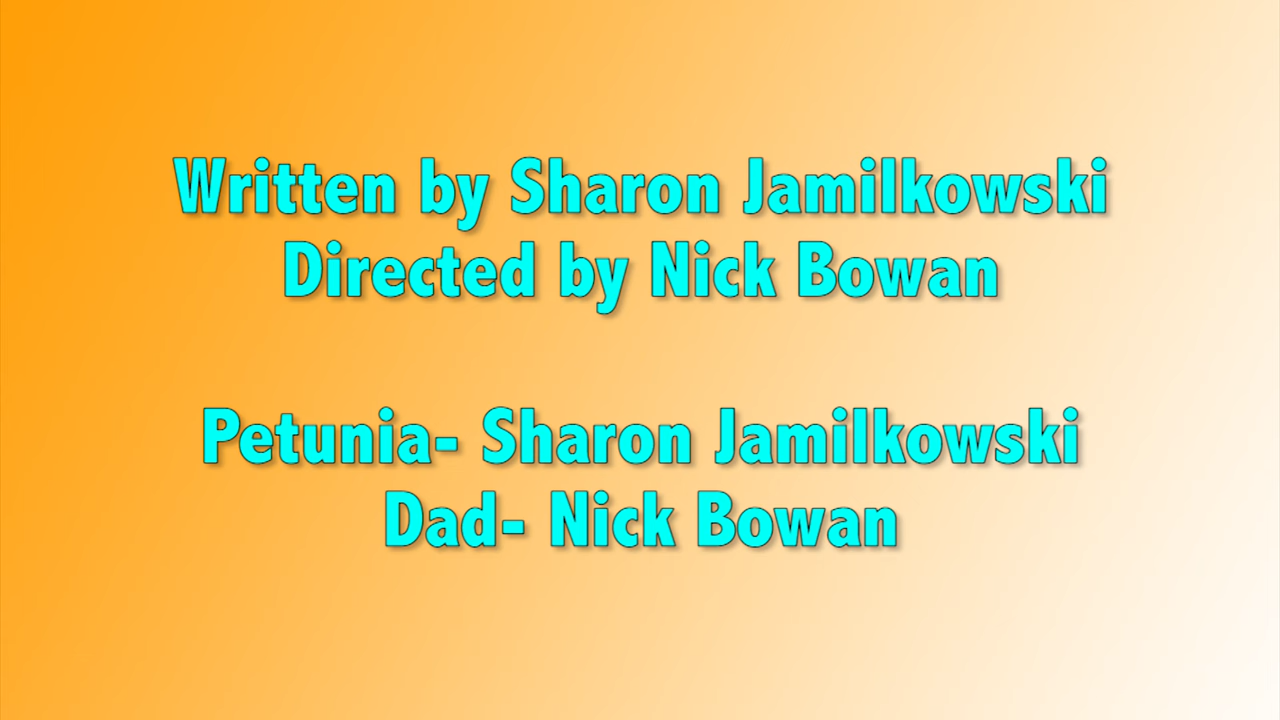 Written by Sharon Jamilkowski
Directed by Nick Bowan
Petunia- Sharon Jamilkowski
Dad- Nick Bowan